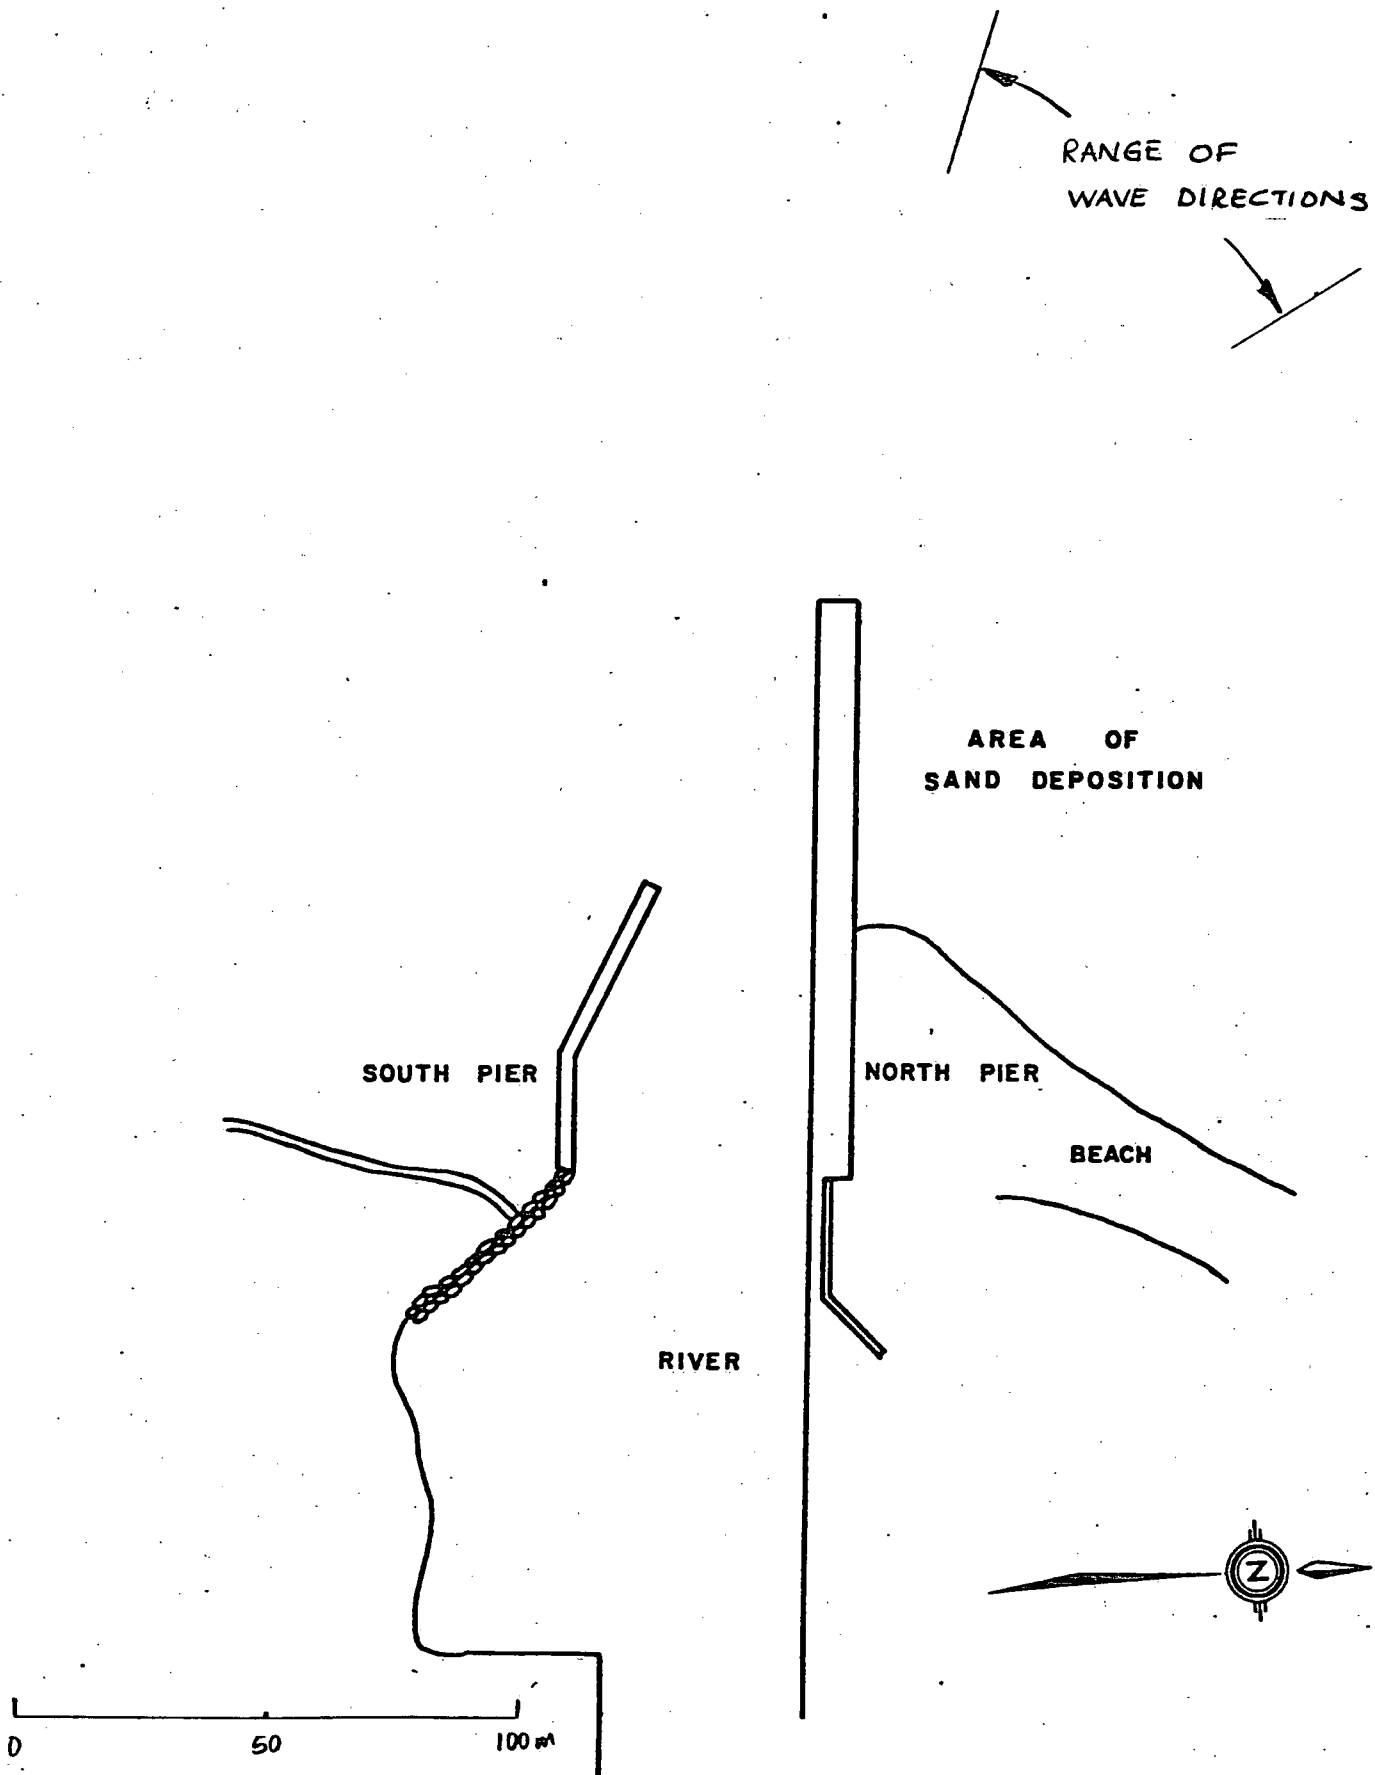 RANGE OF
WAVE DIRECTIONS
AREA OF
SAND DEPOSITION
SOUTH PIER
NORTH PIER
BEACH
RIVER
N
0 50 100 m